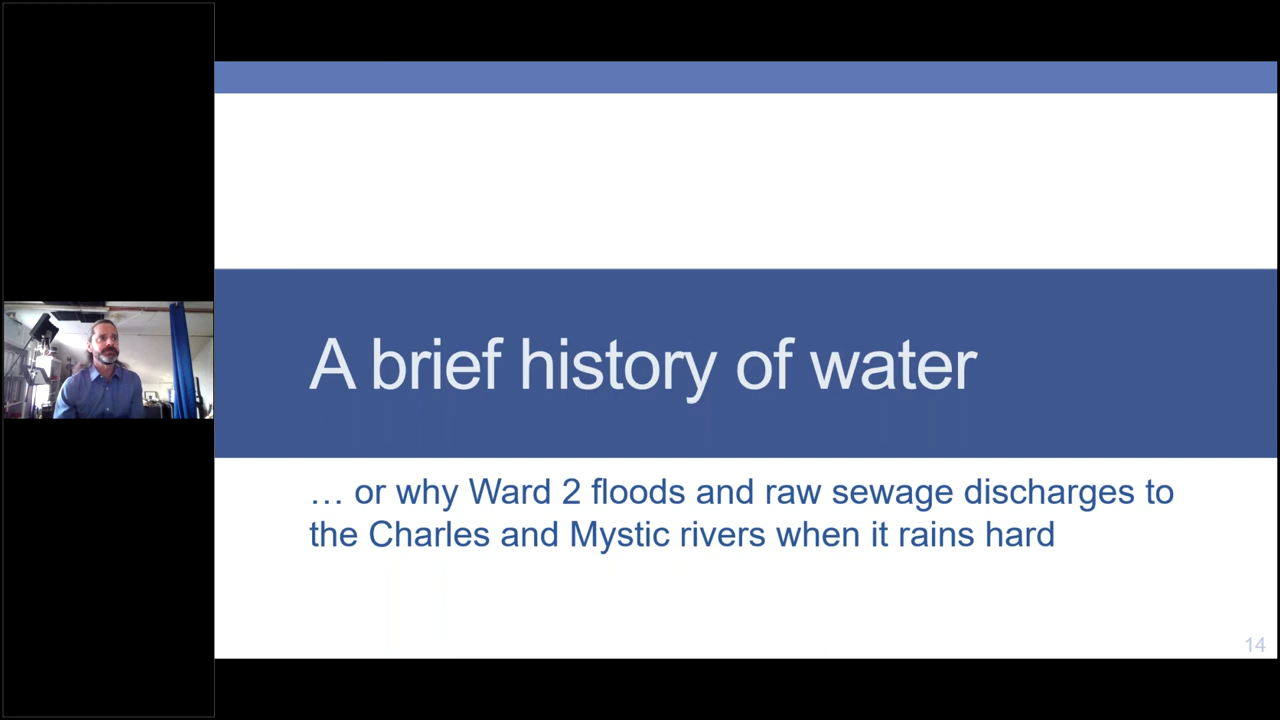 A brief history of water
… or why Ward 2 floods and raw sewage discharges to
the Charles and Mystic rivers when it rains hard
14